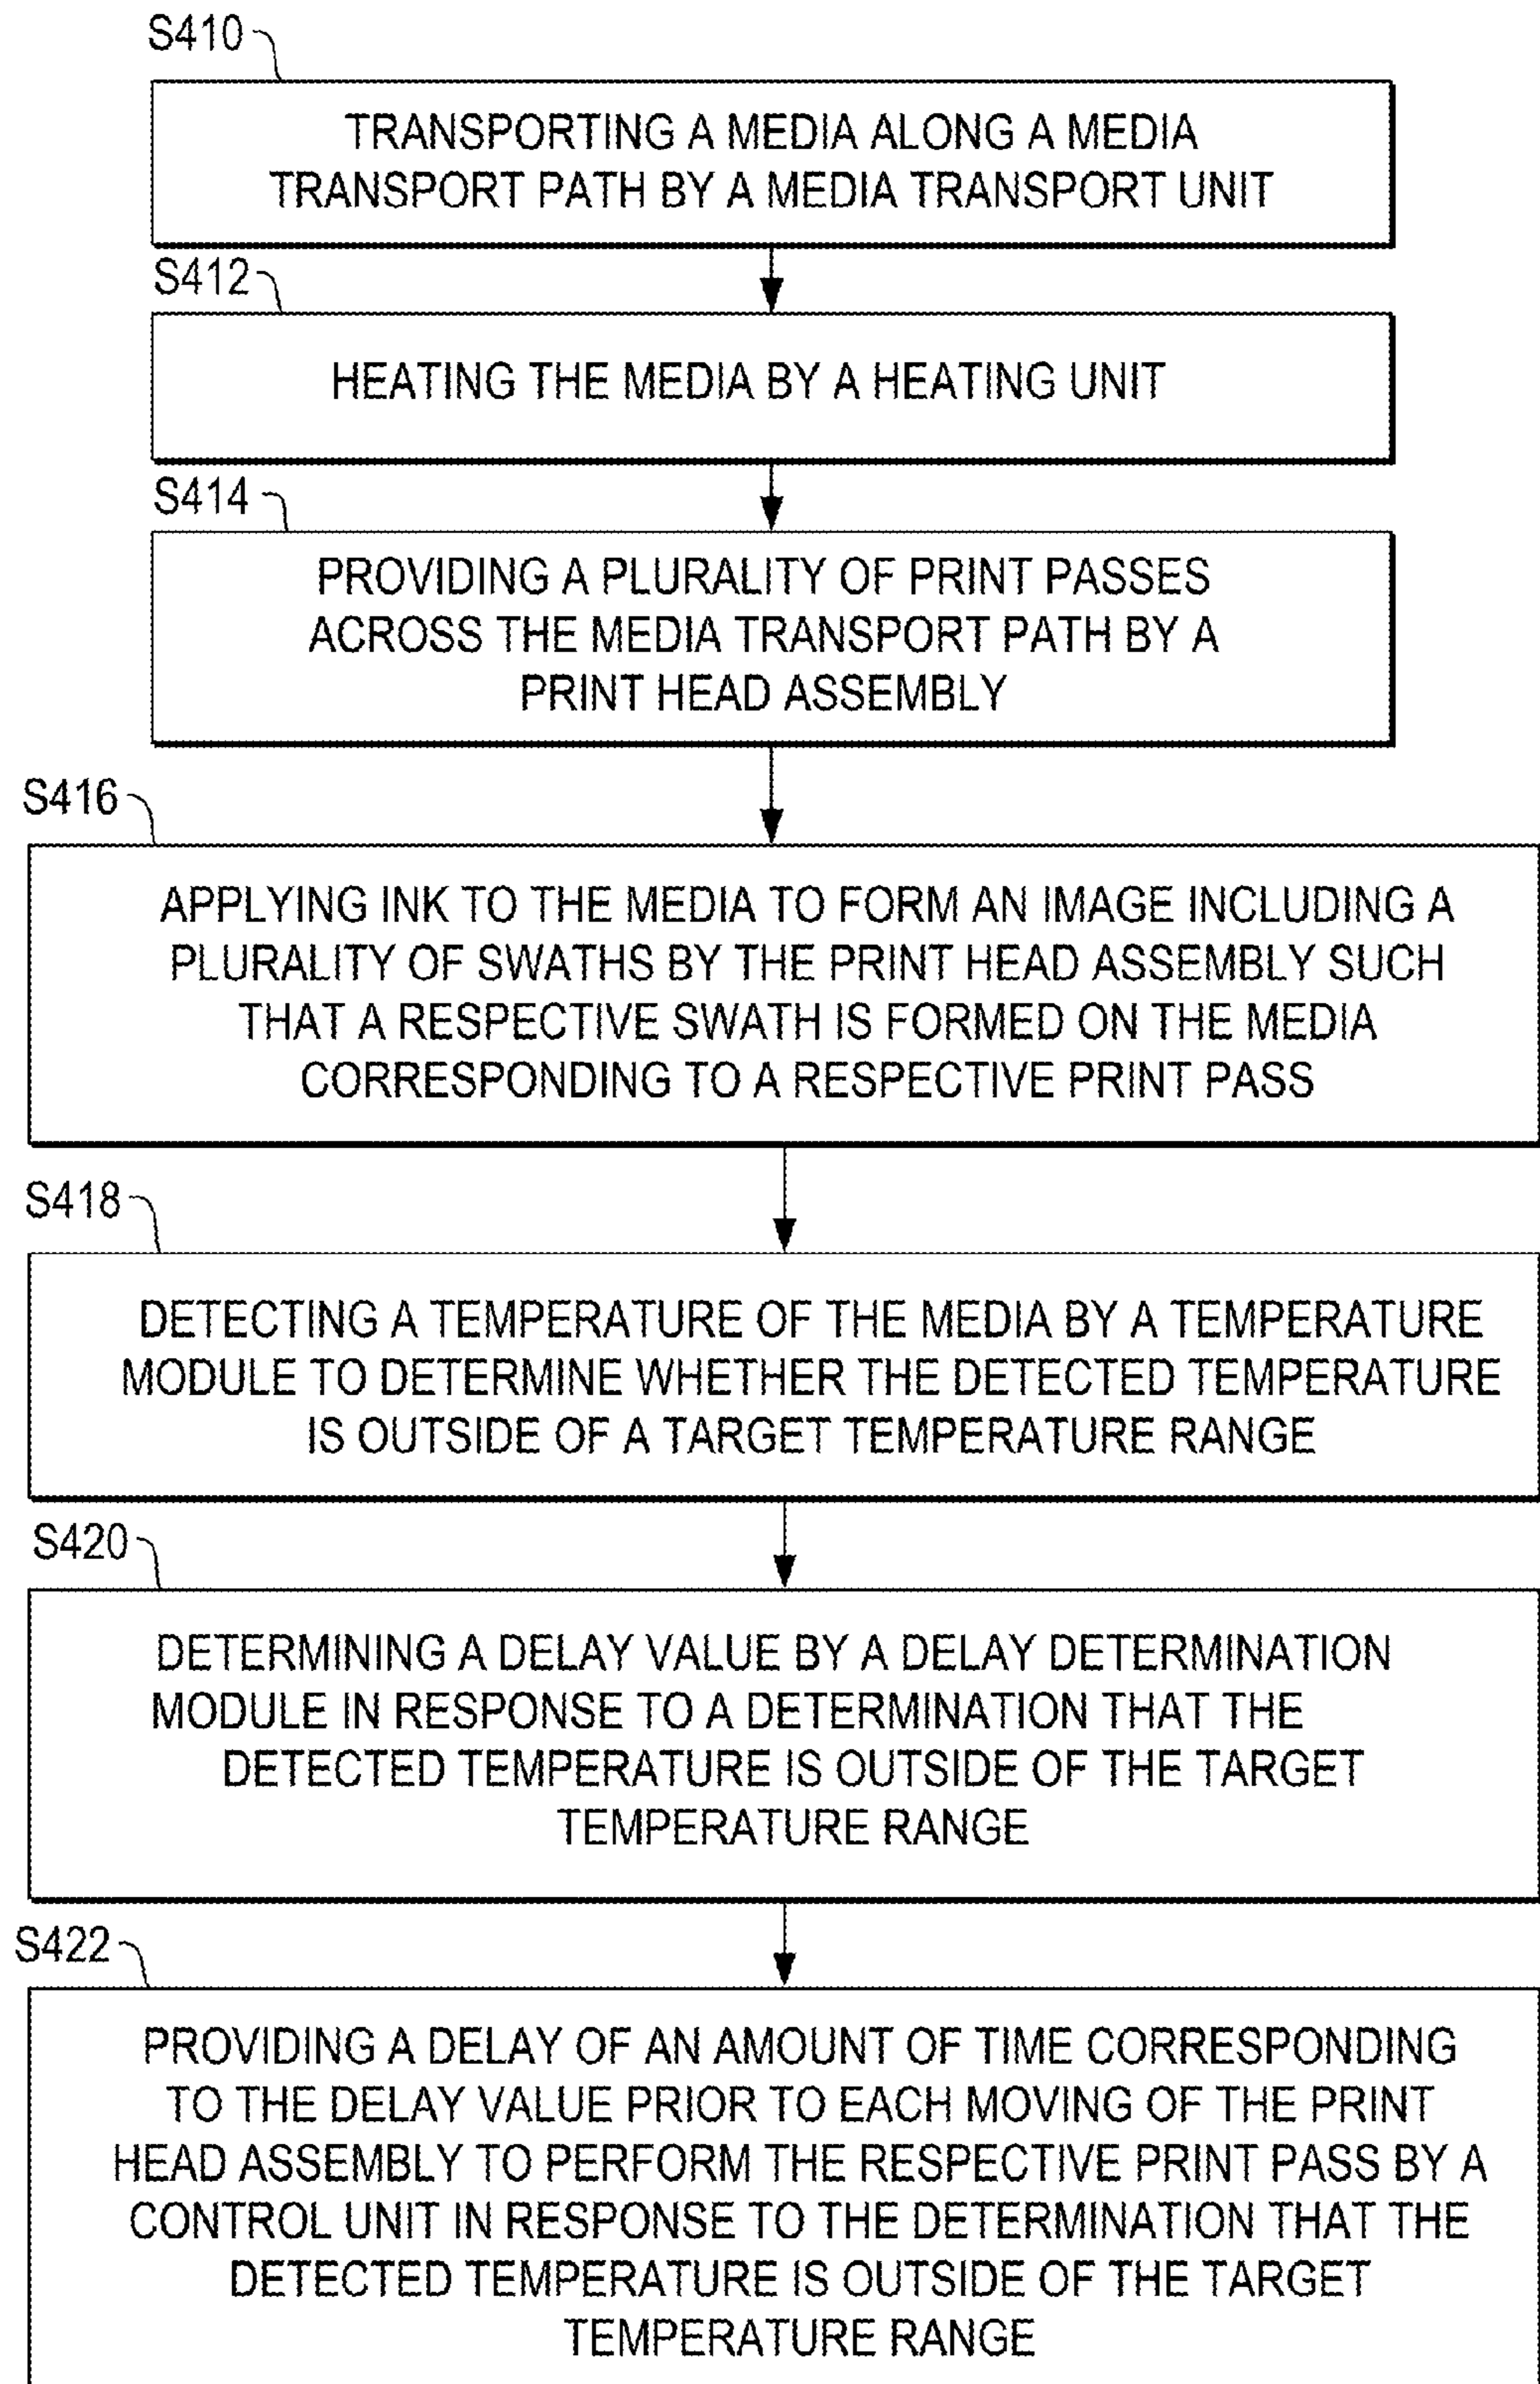 S410
TRANSPORTING A MEDIA ALONG A MEDIA
TRANSPORT PATH BY A MEDIA TRANSPORT UNIT
S412
HEATING THE MEDIA BY A HEATING UNIT
S414
PROVIDING A PLURALITY OF PRINT PASSES
ACROSS THE MEDIA TRANSPORT PATH BY A
PRINT HEAD ASSEMBLY
S416
APPLYING INK TO THE MEDIA TO FORM AN IMAGE INCLUDING A
PLURALITY OF SWATHS BY THE PRINT HEAD ASSEMBLY SUCH
THAT A RESPECTIVE SWATH IS FORMED ON THE MEDIA
CORRESPONDING TO A RESPECTIVE PRINT PASS
S418
DETECTING A TEMPERATURE OF THE MEDIA BY A TEMPERATURE
MODULE TO DETERMINE WHETHER THE DETECTED TEMPERATURE
IS OUTSIDE OF A TARGET TEMPERATURE RANGE
S420
DETERMINING A DELAY VALUE BY A DELAY DETERMINATION
MODULE IN RESPONSE TO A DETERMINATION THAT THE
DETECTED TEMPERATURE IS OUTSIDE OF THE TARGET
TEMPERATURE RANGE
S422
PROVIDING A DELAY OF AN AMOUNT OF TIME CORRESPONDING
TO THE DELAY VALUE PRIOR TO EACH MOVING OF THE PRINT
HEAD ASSEMBLY TO PERFORM THE RESPECTIVE PRINT PASS BY A
CONTROL UNIT IN RESPONSE TO THE DETERMINATION THAT THE
DETECTED TEMPERATURE IS OUTSIDE OF THE TARGET
TEMPERATURE RANGE